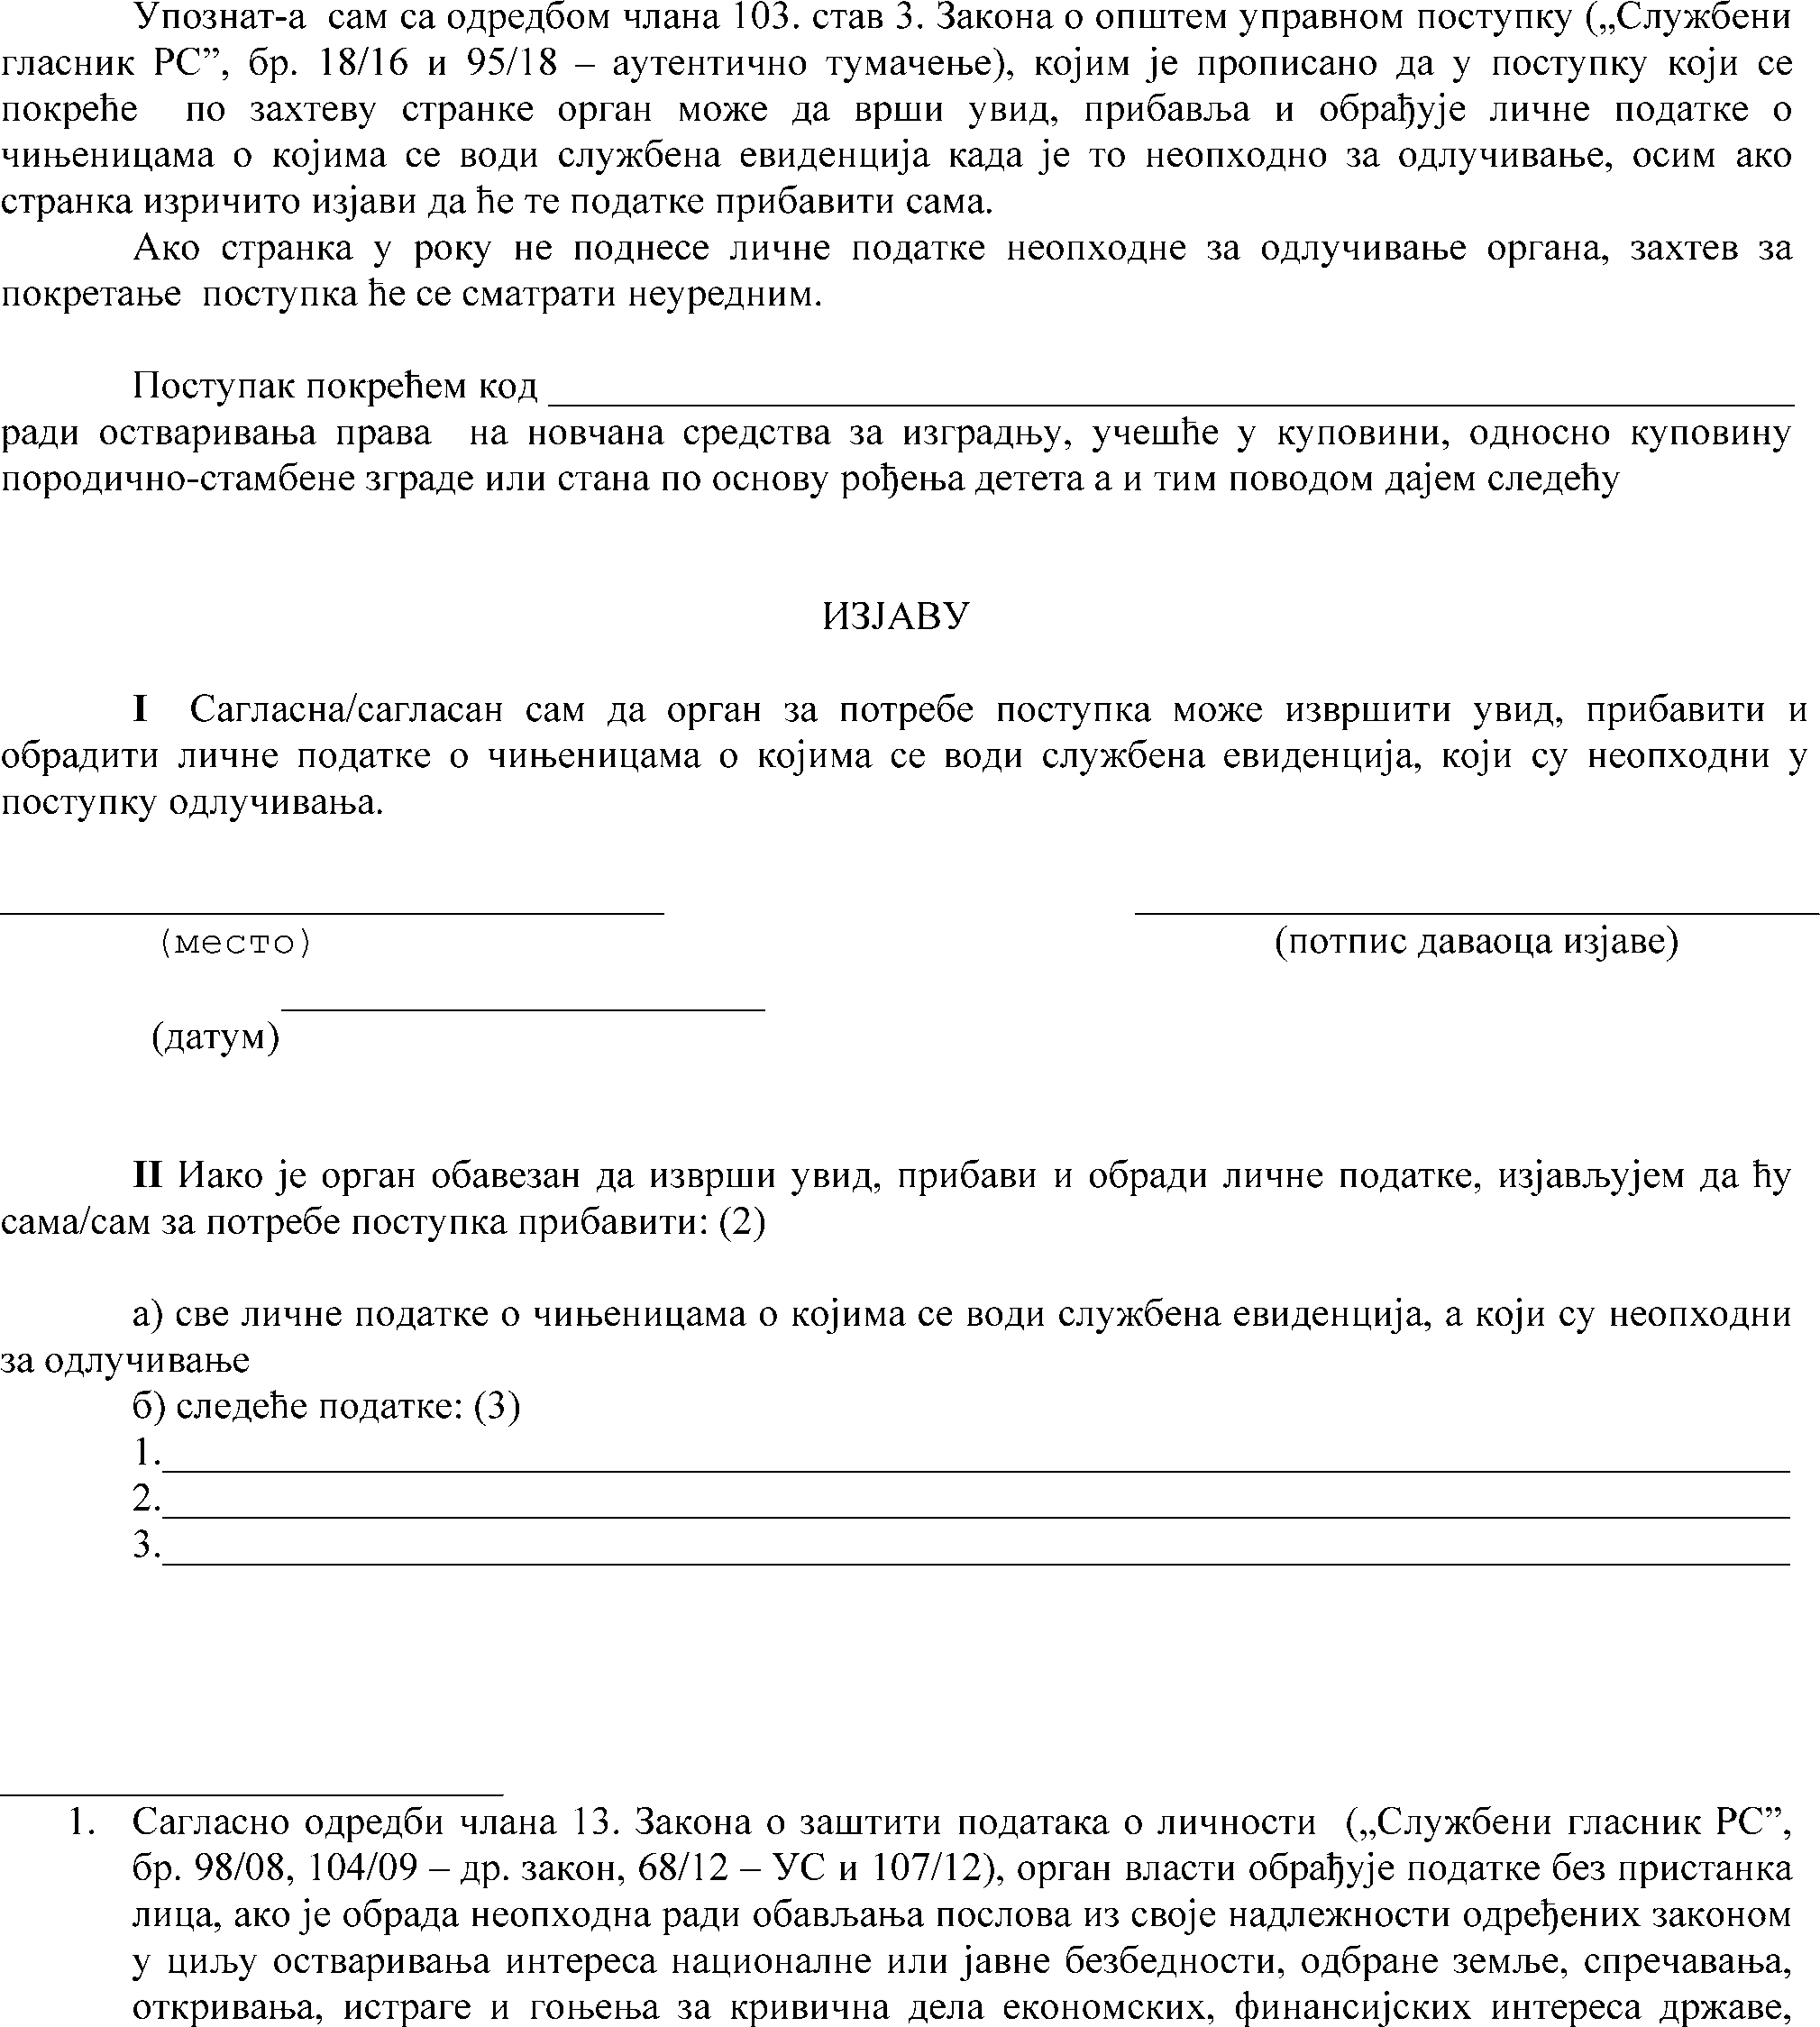 Упознат-а сам са одредбом члана 103. став 3. Закона о општем управном поступку („Службени
гласник РС”, бр. 18/16 и 95/18 – аутентично тумачење), којим је прописано да у поступку који се
покреће по захтеву странке орган може да врши увид, прибавља и обрађује личне податке о
чињеницама о којима се води службена евиденција када је то неопходно за одлучивање, осим ако
странка изричито изјави да ће те податке прибавити сама.
Ако странка у року не поднесе личне податке неопходне за одлучивање органа, захтев за
покретање поступка ће се сматрати неуредним.
Поступак покрећем код
ради остваривања права на новчана средства за изградњу, учешће у куповини, односно куповину
породично-стамбене зграде или стана по основу рођења детета а и тим поводом дајем следећу
ИЗЈАВУ
I Сагласна/сагласан сам да орган за потребе поступка може извршити увид, прибавити и
обрадити личне податке о чињеницама о којима се води службена евиденција, који су неопходни у
поступку одлучивања.
(место) (потпис даваоца изјаве)
(датум)
II Иако је орган обавезан да изврши увид, прибави и обради личне податке, изјављујем да ћу
сама/сам за потребе поступка прибавити: (2)
а) све личне податке о чињеницама о којима се води службена евиденција, а који су неопходни
за одлучивање
б) следеће податке: (3)
1.
2.
3.
1. Сагласно одредби члана 13. Закона о заштити података о личности („Службени гласник РС”,
бр. 98/08, 104/09 – др. закон, 68/12 – УС и 107/12), орган власти обрађује податке без пристанка
лица, ако је обрада неопходна ради обављања послова из своје надлежности одређених законом
у циљу остваривања интереса националне или јавне безбедности, одбране земље, спречавања,
откривања, истраге и гоњења за кривична дела економских, финансијских интереса државе,